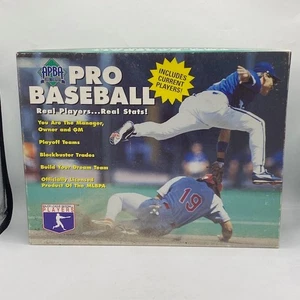 APBA
PRO
BASEBALL
Real Players...Real Stats!
INCLUDES
CURRENT
PLAYERS!
You Are The Manager,
Owner and GM
Playoff Teams
Blockbuster Trades
Build Your Dream Team
Officially Licensed
Product Of The MLBPA
PLAYERS
19